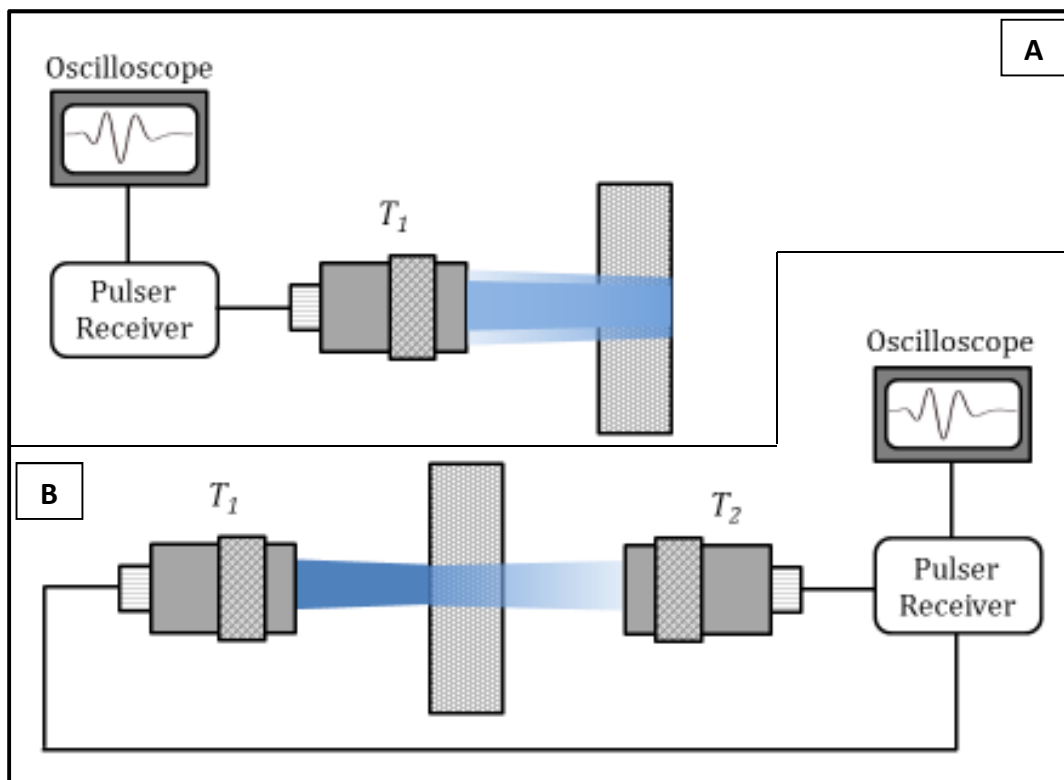 A
Oscilloscope
T1
Pulser
Receiver
Oscilloscope
B
T1
T2
Pulser
Receiver